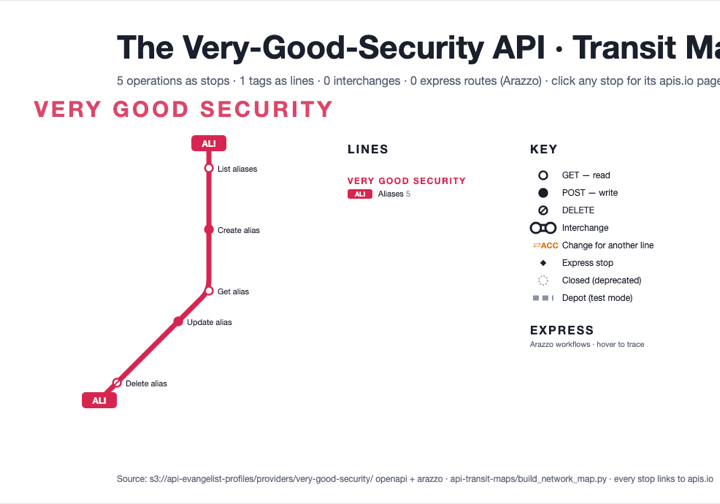 The Very-Good-Security API · Transit Ma
5 operations as stops · 1 tags as lines · 0 interchanges · 0 express routes (Arazzo) · click any stop for its apis.io page
VERY GOOD SECURITY
ALI
List aliases
Create alias
Get alias
Update alias
Delete alias
ALI
LINES
VERY GOOD SECURITY
ALI Aliases 5
KEY
GET — read
POST — write
DELETE
Interchange
⇄ACC Change for another line
Express stop
Closed (deprecated)
Depot (test mode)
EXPRESS
Arazzo workflows · hover to trace
Source: s3://api-evangelist-profiles/providers/very-good-security/ openapi + arazzo · api-transit-maps/build_network_map.py · every stop links to apis.io